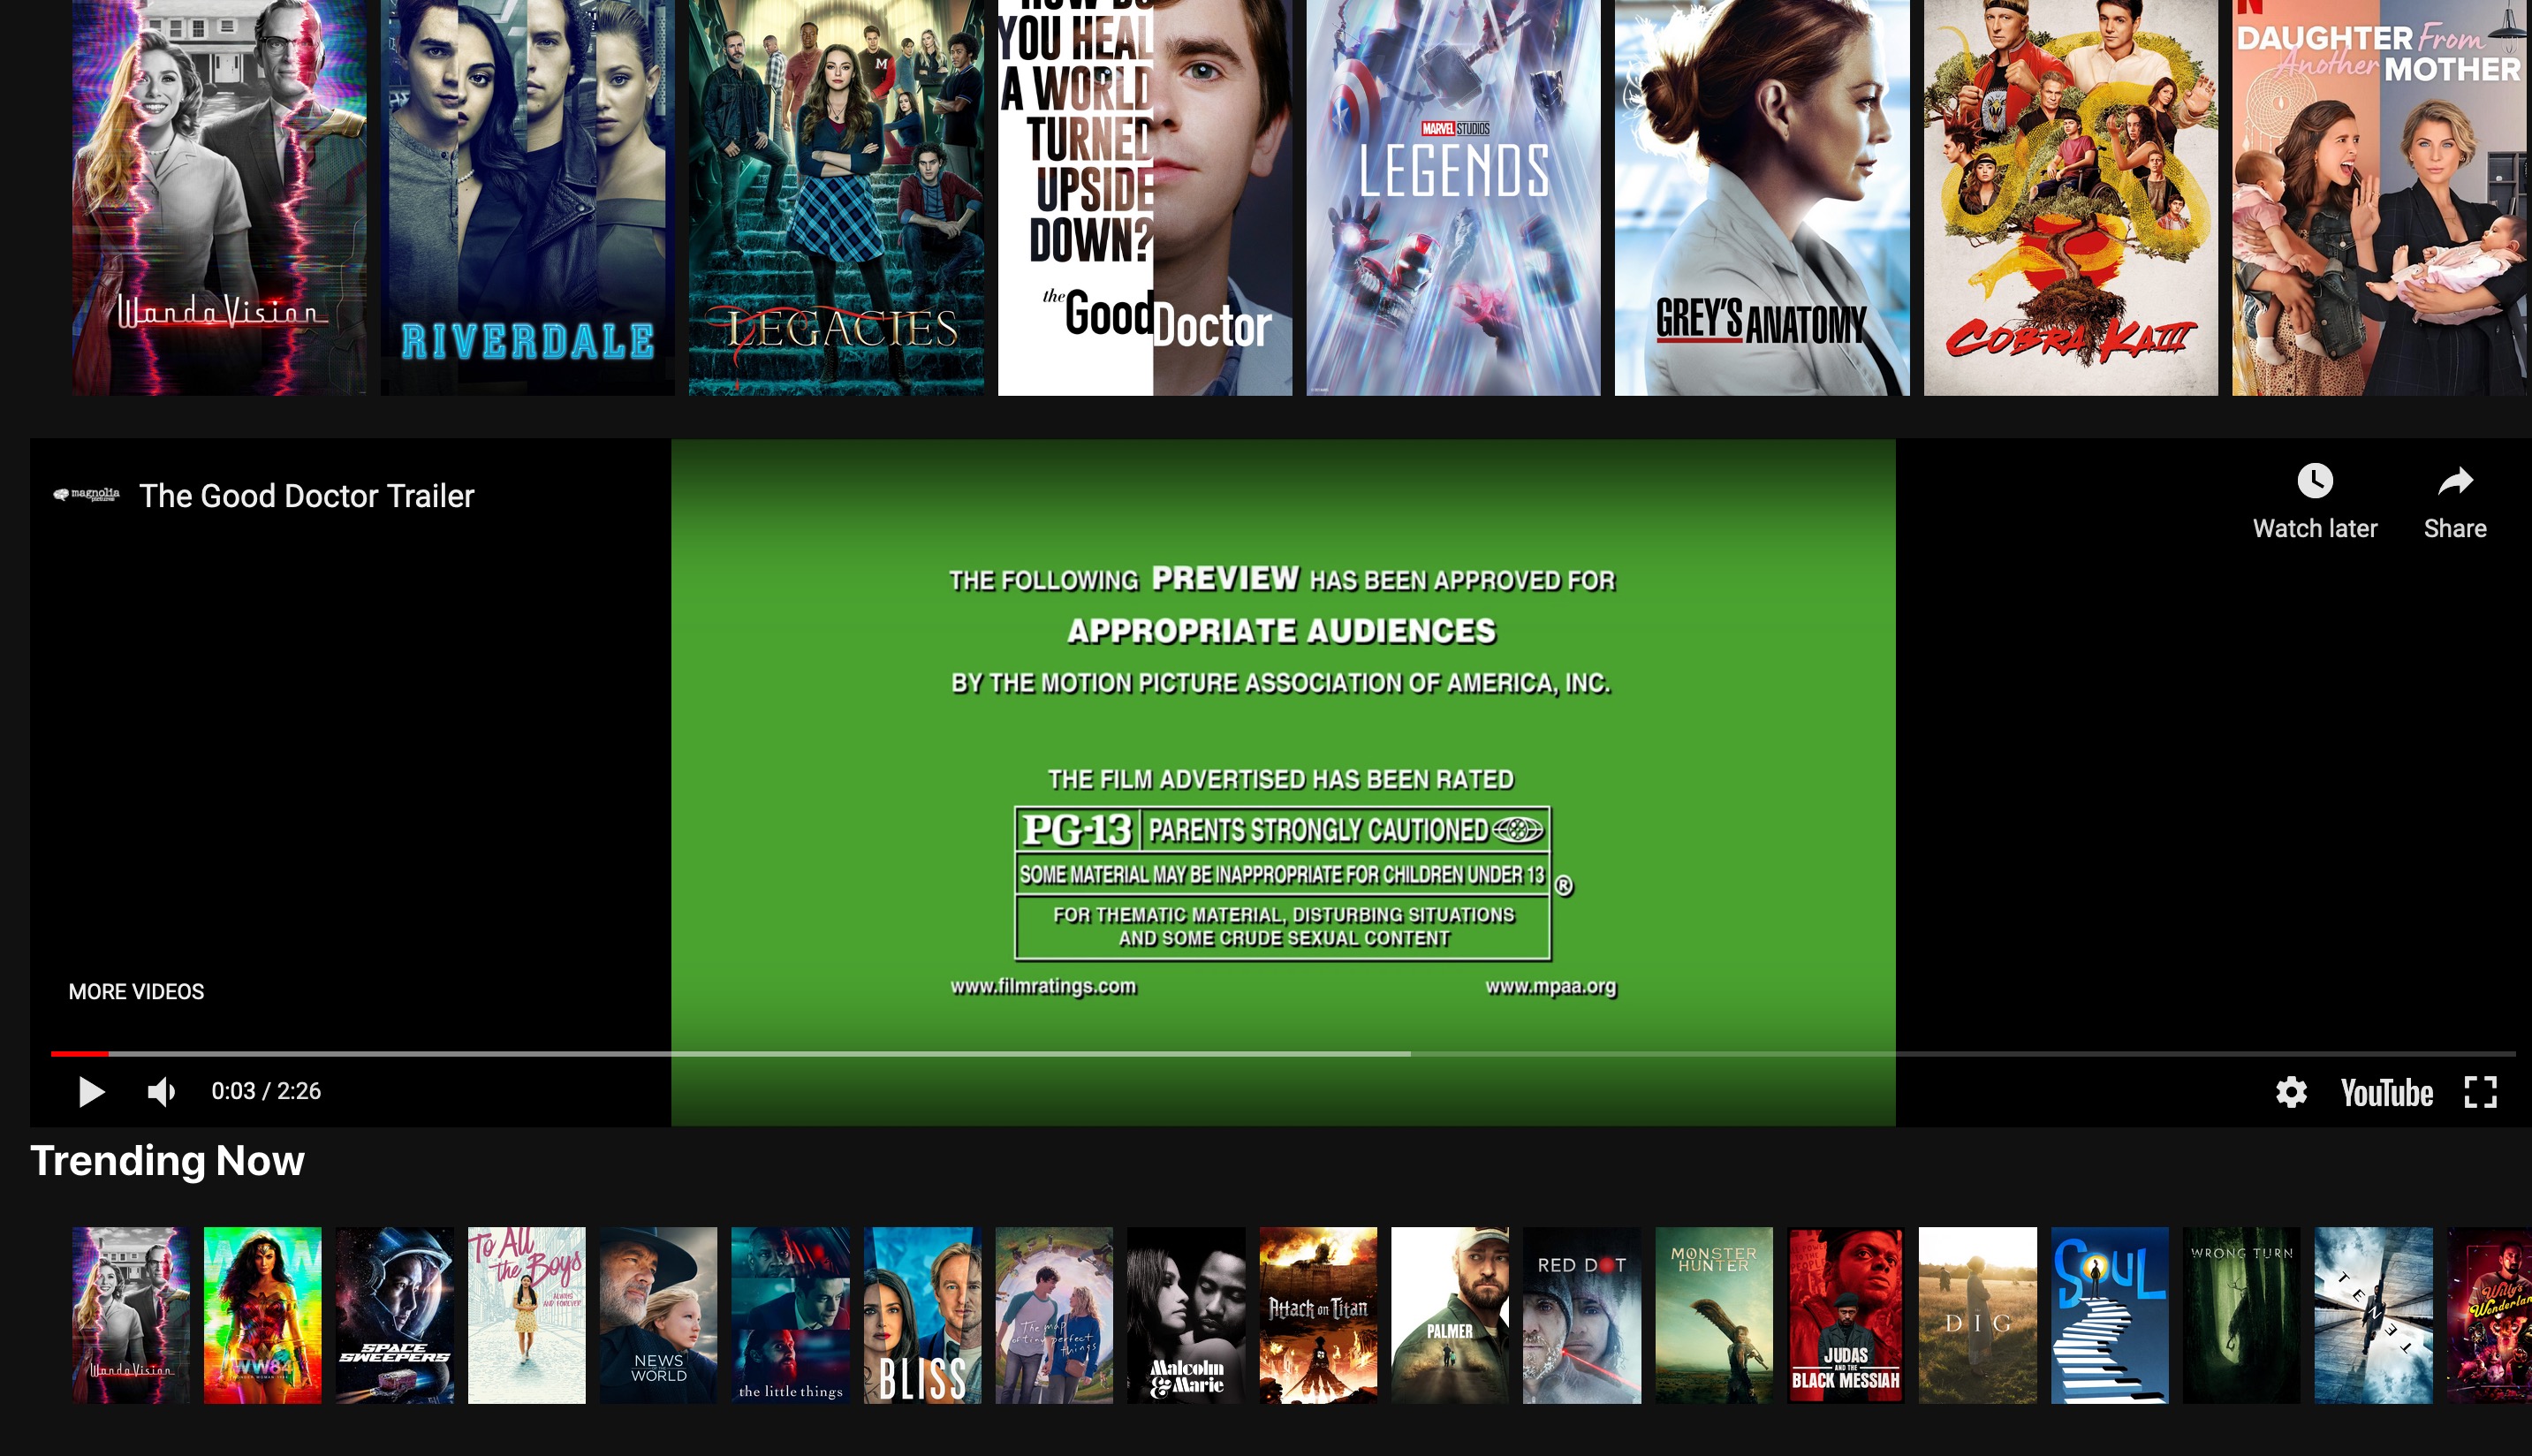 HOW DO
YOU HEAL
A WORLD
TURNED
UPSIDE
DOWN?
WandaVision
RIVERDALE
LEGACIES
the Good Doctor
MARVEL STUDIOS
LEGENDS
GREY'S ANATOMY
COBRA KAIII
DAUGHTER From
Another MOTHER
magnolia
pictures
The Good Doctor Trailer
Watch later
Share
THE FOLLOWING PREVIEW HAS BEEN APPROVED FOR
APPROPRIATE AUDIENCES
BY THE MOTION PICTURE ASSOCIATION OF AMERICA, INC.
THE FILM ADVERTISED HAS BEEN RATED
PG-13 PARENTS STRONGLY CAUTIONED
SOME MATERIAL MAY BE INAPPROPRIATE FOR CHILDREN UNDER 13 ®
FOR THEMATIC MATERIAL, DISTURBING SITUATIONS
AND SOME CRUDE SEXUAL CONTENT
www.filmratings.com www.mpaa.org
MORE VIDEOS
0:03 / 2:26
YouTube
Trending Now
WandaVision
WW84
WONDER WOMAN 1984
SPACE
SWEEPERS
To All
the Boys
ALWAYS
AND FOREVER
NEWS
OF THE
WORLD
the little things
BLISS
The map
of tiny perfect
things
Malcolm
& Marie
Attack on Titan
PALMER
RED DOT
MONSTER
HUNTER
JUDAS
AND THE
BLACK MESSIAH
DIG
SOUL
WRONG TURN
TENET
Willy's
Wonderlan